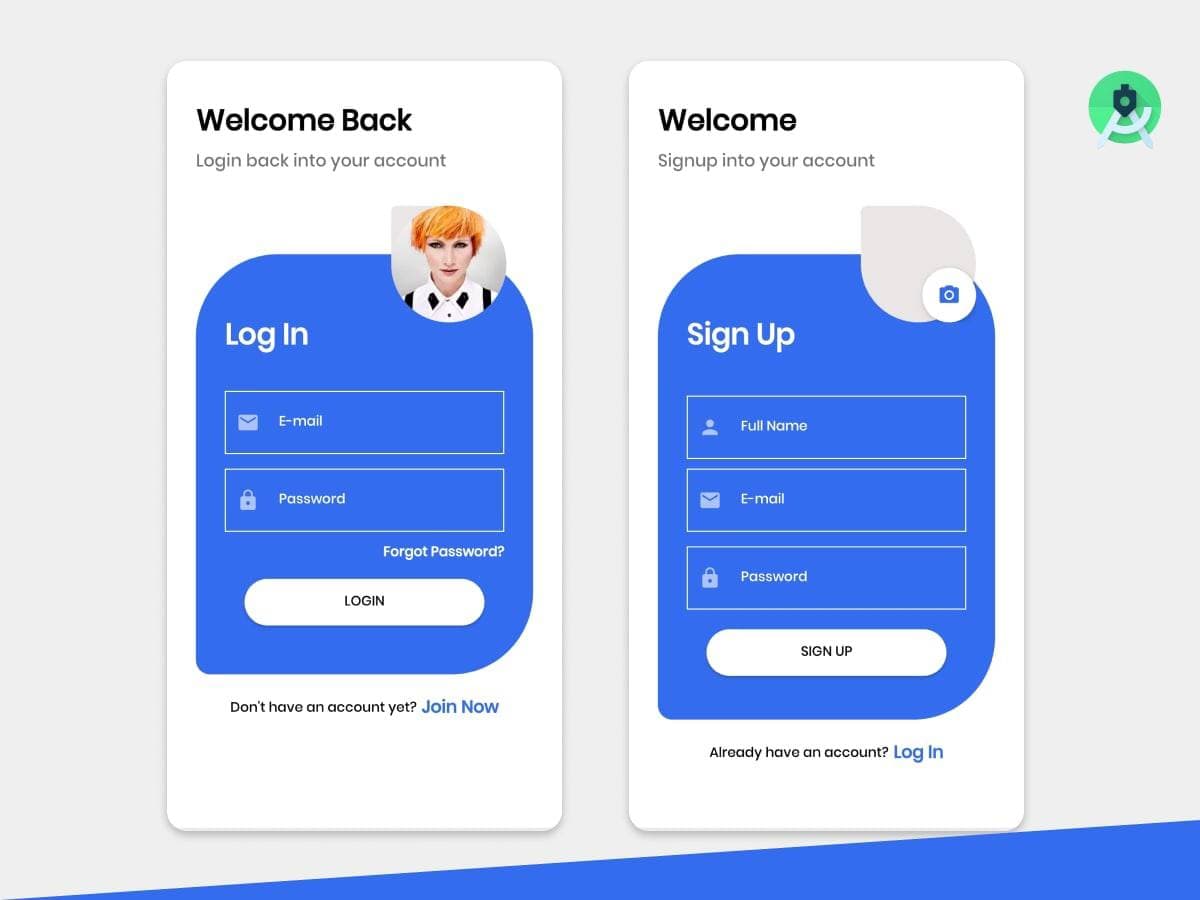 Welcome Back
Login back into your account
Log In
E-mail
Password
Forgot Password?
LOGIN
Don't have an account yet? Join Now
Welcome
Signup into your account
Sign Up
Full Name
E-mail
Password
SIGN UP
Already have an account? Log In